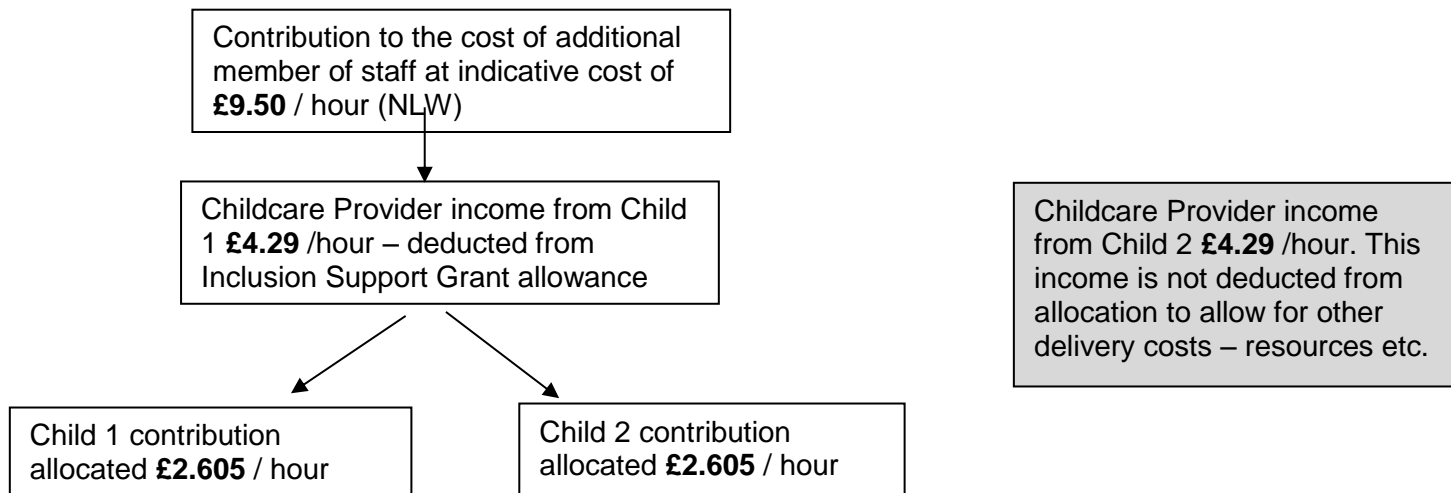 Contribution to the cost of additional
member of staff at indicative cost of
£9.50 / hour (NLW)
Childcare Provider income from Child
1 £4.29 /hour – deducted from
Inclusion Support Grant allowance
Childcare Provider income
from Child 2 £4.29 /hour. This
income is not deducted from
allocation to allow for other
delivery costs – resources etc.
Child 1 contribution
allocated £2.605 / hour
Child 2 contribution
allocated £2.605 / hour